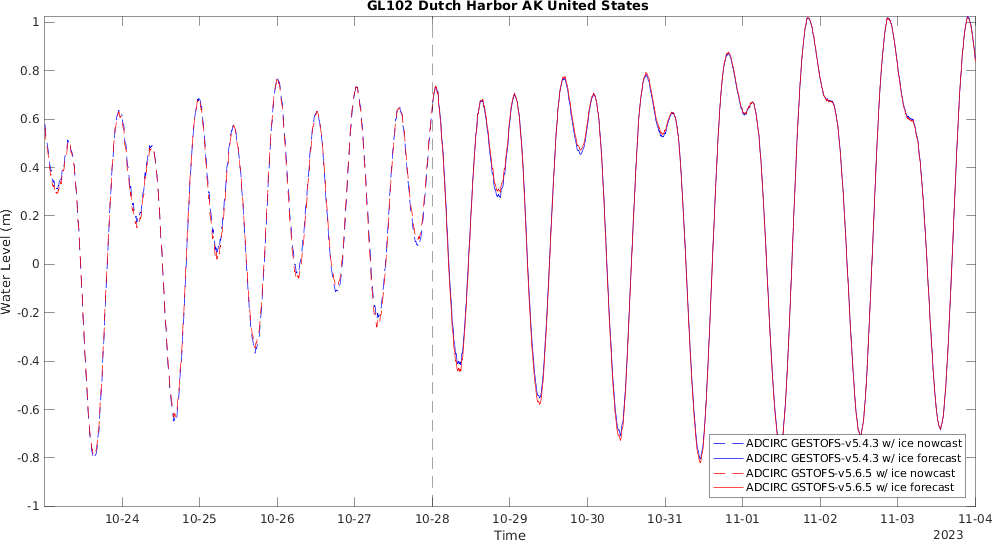 GL102 Dutch Harbor AK United States
1
0.8
0.6
0.4
0.2
0
-0.2
-0.4
-0.6
-0.8
-1
Water Level (m)
ADCIRC GESTOFS-v5.4.3 w/ ice nowcast
ADCIRC GESTOFS-v5.4.3 w/ ice forecast
ADCIRC GSTOFS-v5.6.5 w/ ice nowcast
ADCIRC GSTOFS-v5.6.5 w/ ice forecast
10-24 10-25 10-26 10-27 10-28 10-29 10-30 10-31 11-01 11-02 11-03 11-04
Time
2023